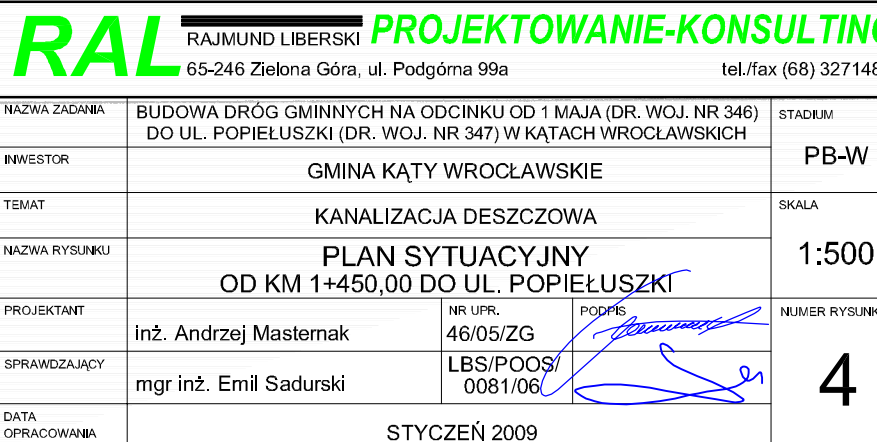 RAL
RAJMUND LIBERSKI PROJEKTOWANIE-KONSULTING
65-246 Zielona Góra, ul. Podgórna 99a tel./fax (68) 327148
NAZWA ZADANIA
BUDOWA DRÓG GMINNYCH NA ODCINKU OD 1 MAJA (DR. WOJ. NR 346)
DO UL. POPIEŁUSZKI (DR. WOJ. NR 347) W KĄTACH WROCŁAWSKICH
STADIUM
PB-W
INWESTOR
GMINA KĄTY WROCŁAWSKIE
TEMAT
KANALIZACJA DESZCZOWA
SKALA
1:500
NAZWA RYSUNKU
PLAN SYTUACYJNY
OD KM 1+450,00 DO UL. POPIEŁUSZKI
PROJEKTANT
inż. Andrzej Masternak
NR UPR.
46/05/ZG
PODPIS
NUMER RYSUNK
4
SPRAWDZAJĄCY
mgr inż. Emil Sadurski
LBS/POOS/
0081/06
DATA
OPRACOWANIA
STYCZEŃ 2009